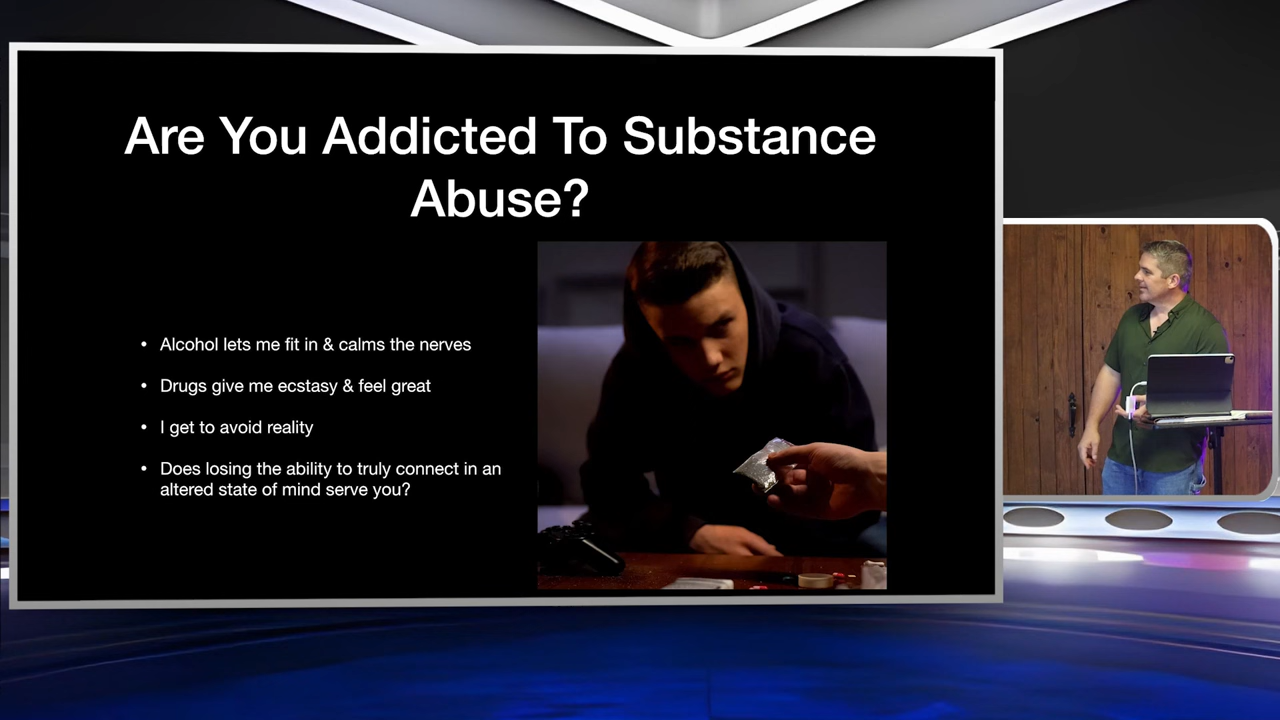 Are You Addicted To Substance
Abuse?
• Alcohol lets me fit in & calms the nerves
• Drugs give me ecstasy & feel great
• I get to avoid reality
• Does losing the ability to truly connect in an
altered state of mind serve you?